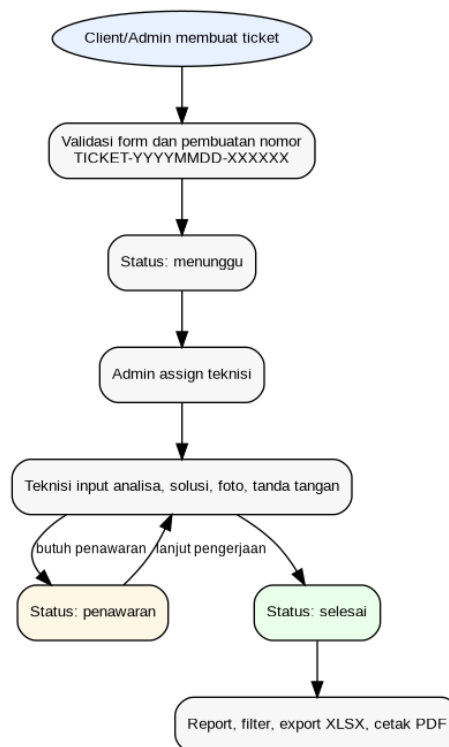 Client/Admin membuat ticket
Validasi form dan pembuatan nomor
TICKET-YYYYMMDD-XXXXXX
Status: menunggu
Admin assign teknisi
Teknisi input analisa, solusi, foto, tanda tangan
butuh penawaran
lanjut pengerjaan
Status: penawaran
Status: selesai
Report, filter, export XLSX, cetak PDF